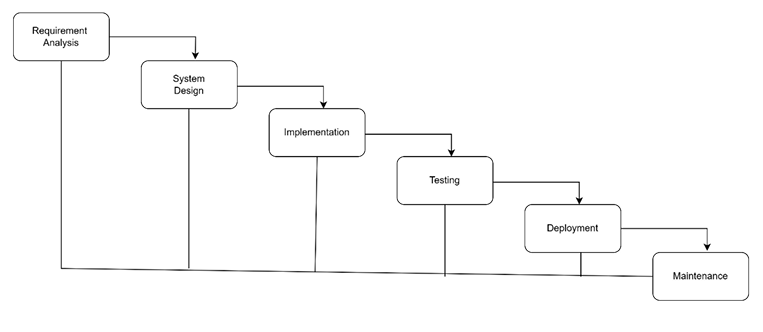 Requirement
Analysis
System
Design
Implementation
Testing
Deployment
Maintenance